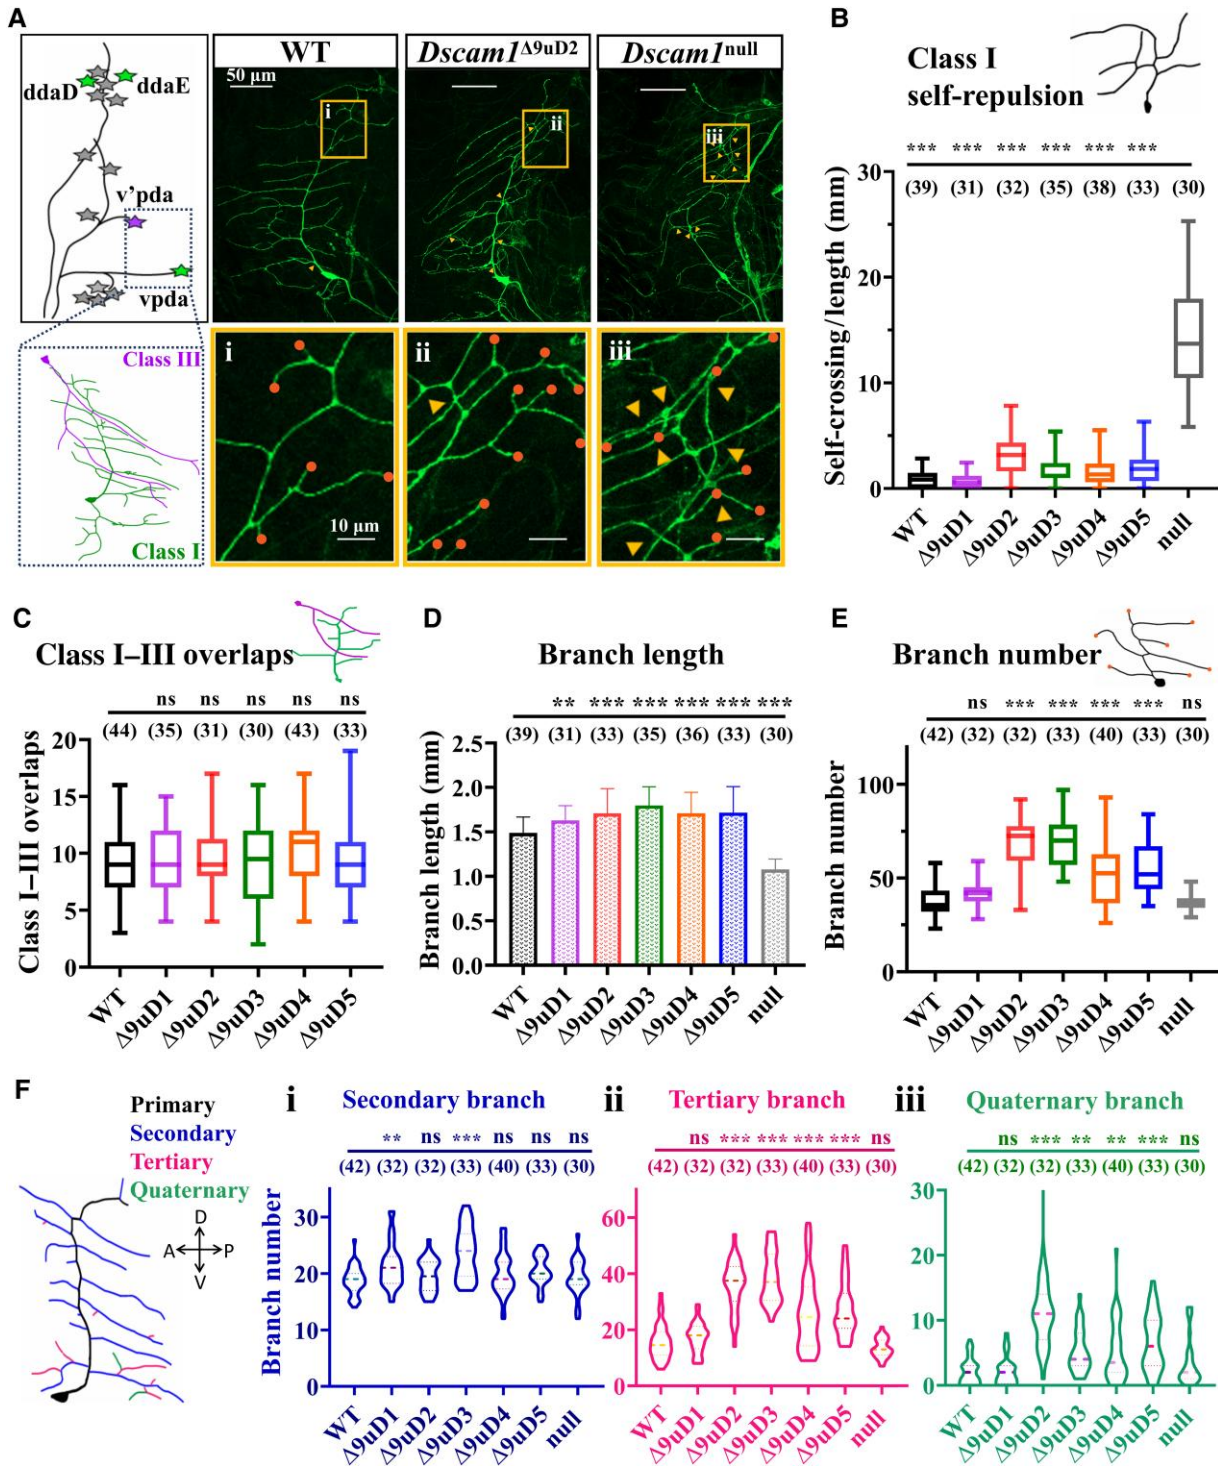 A
WT
Dscam1Δ9uD2
Dscam1null
ddaD
ddaE
v'pda
vpda
50 µm
i
ii
iii
Class III
Class I
i
ii
iii
10 µm
B
Class I
self-repulsion
*** *** *** *** *** ***
(39) (31) (32) (35) (38) (33) (30)
Self-crossing/length (mm)
30
20
10
0
WT Δ9uD1 Δ9uD2 Δ9uD3 Δ9uD4 Δ9uD5 null
C
Class I–III overlaps
ns ns ns ns ns
(44) (35) (31) (30) (43) (33)
Class I–III overlaps
20
15
10
5
0
WT Δ9uD1 Δ9uD2 Δ9uD3 Δ9uD4 Δ9uD5
D
Branch length
** *** *** *** *** ***
(39) (31) (33) (35) (36) (33) (30)
Branch length (mm)
2.5
2.0
1.5
1.0
0.5
0.0
WT Δ9uD1 Δ9uD2 Δ9uD3 Δ9uD4 Δ9uD5 null
E
Branch number
ns *** *** *** *** ns
(42) (32) (32) (33) (40) (33) (30)
Branch number
100
50
0
WT Δ9uD1 Δ9uD2 Δ9uD3 Δ9uD4 Δ9uD5 null
F
Primary
Secondary
Tertiary
Quaternary
D
A P
V
i Secondary branch
** ns *** ns ns ns
(42) (32) (32) (33) (40) (33) (30)
Branch number
30
20
10
0
WT Δ9uD1 Δ9uD2 Δ9uD3 Δ9uD4 Δ9uD5 null
ii Tertiary branch
ns *** *** *** *** ns
(42) (32) (32) (33) (40) (33) (30)
60
40
20
0
WT Δ9uD1 Δ9uD2 Δ9uD3 Δ9uD4 Δ9uD5 null
iii Quaternary branch
ns *** ** ** *** ns
(42) (32) (32) (33) (40) (33) (30)
30
20
10
0
WT Δ9uD1 Δ9uD2 Δ9uD3 Δ9uD4 Δ9uD5 null